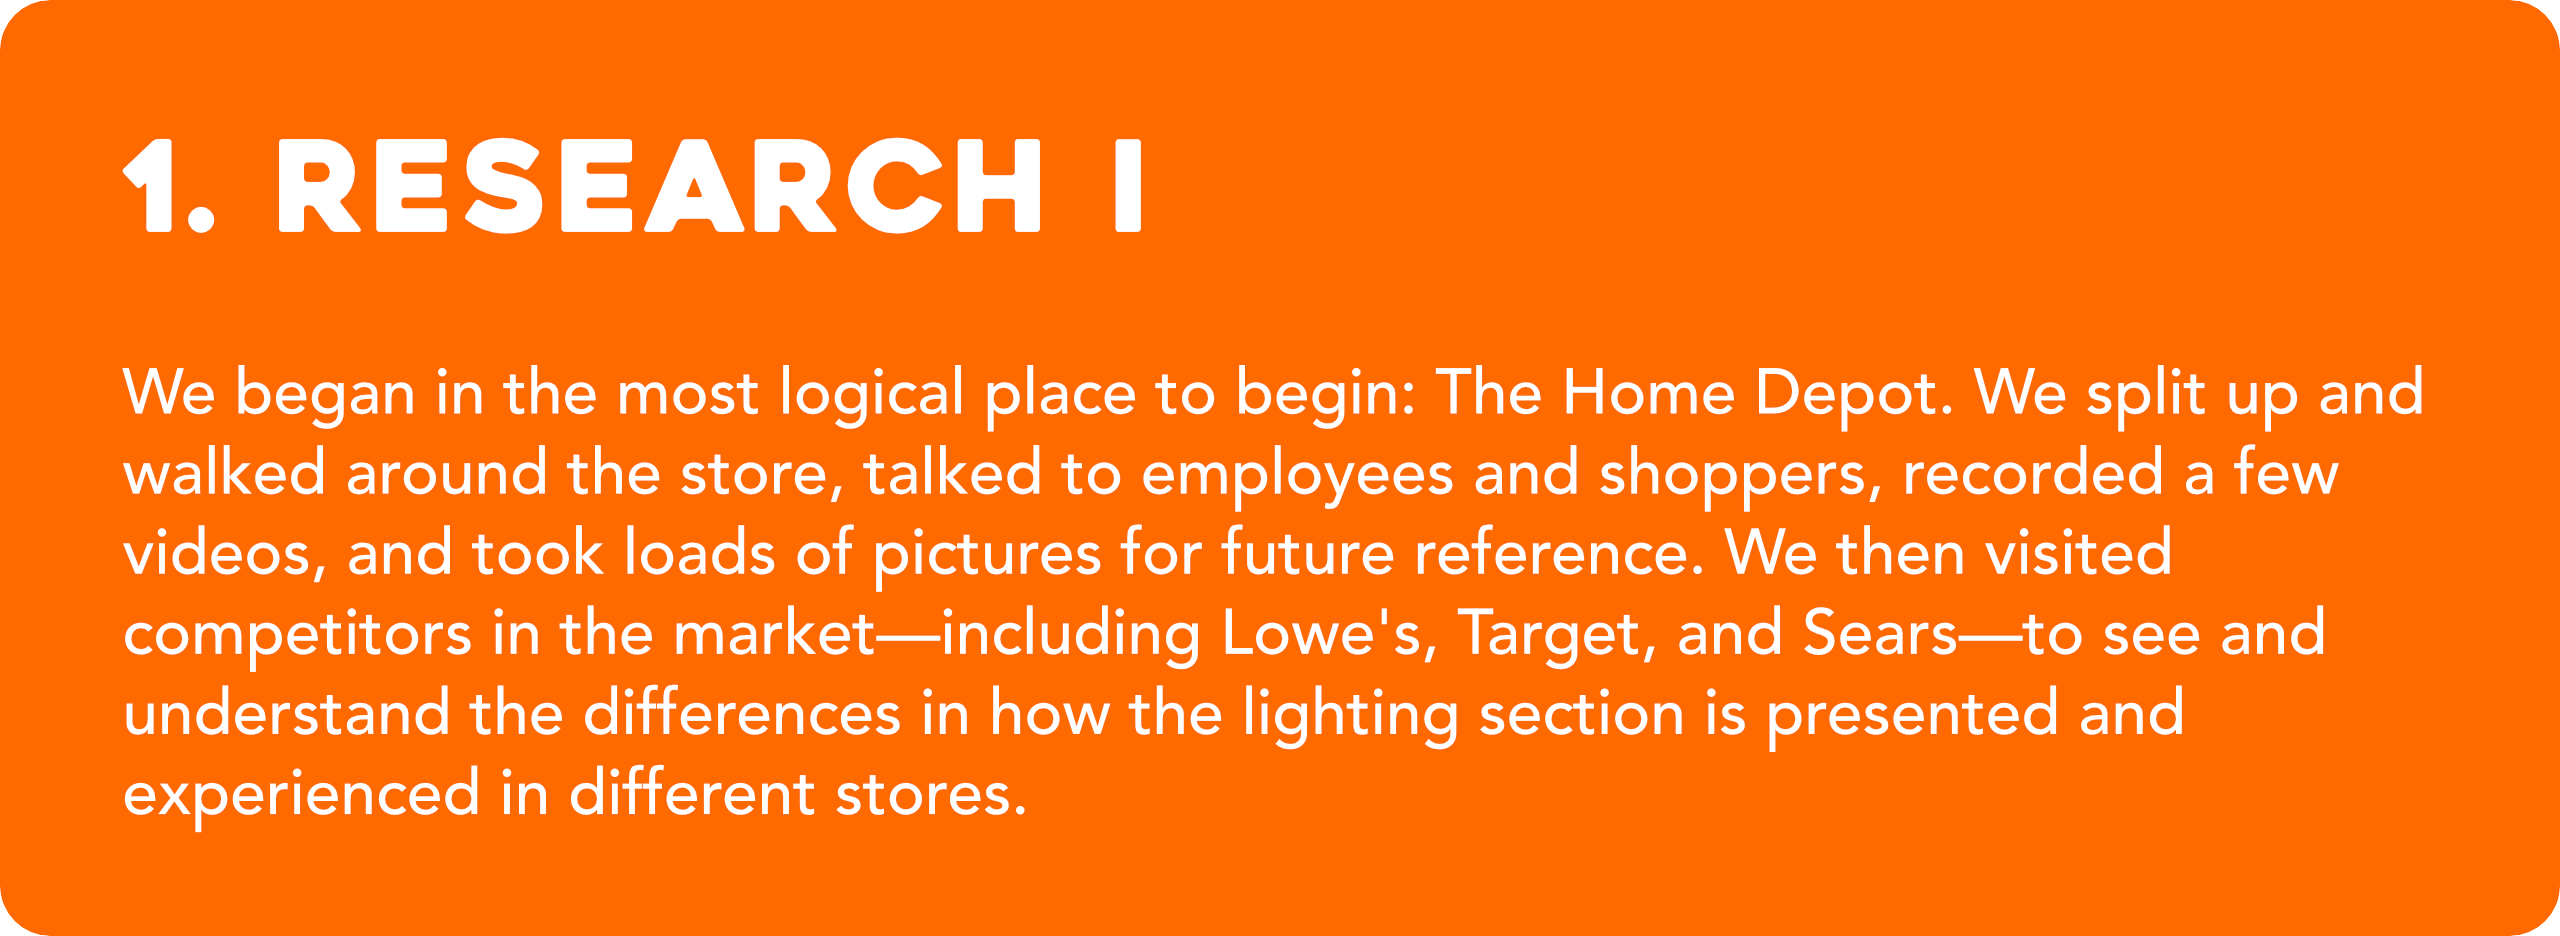 1. RESEARCH I
We began in the most logical place to begin: The Home Depot. We split up and
walked around the store, talked to employees and shoppers, recorded a few
videos, and took loads of pictures for future reference. We then visited
competitors in the market—including Lowe's, Target, and Sears—to see and
understand the differences in how the lighting section is presented and
experienced in different stores.